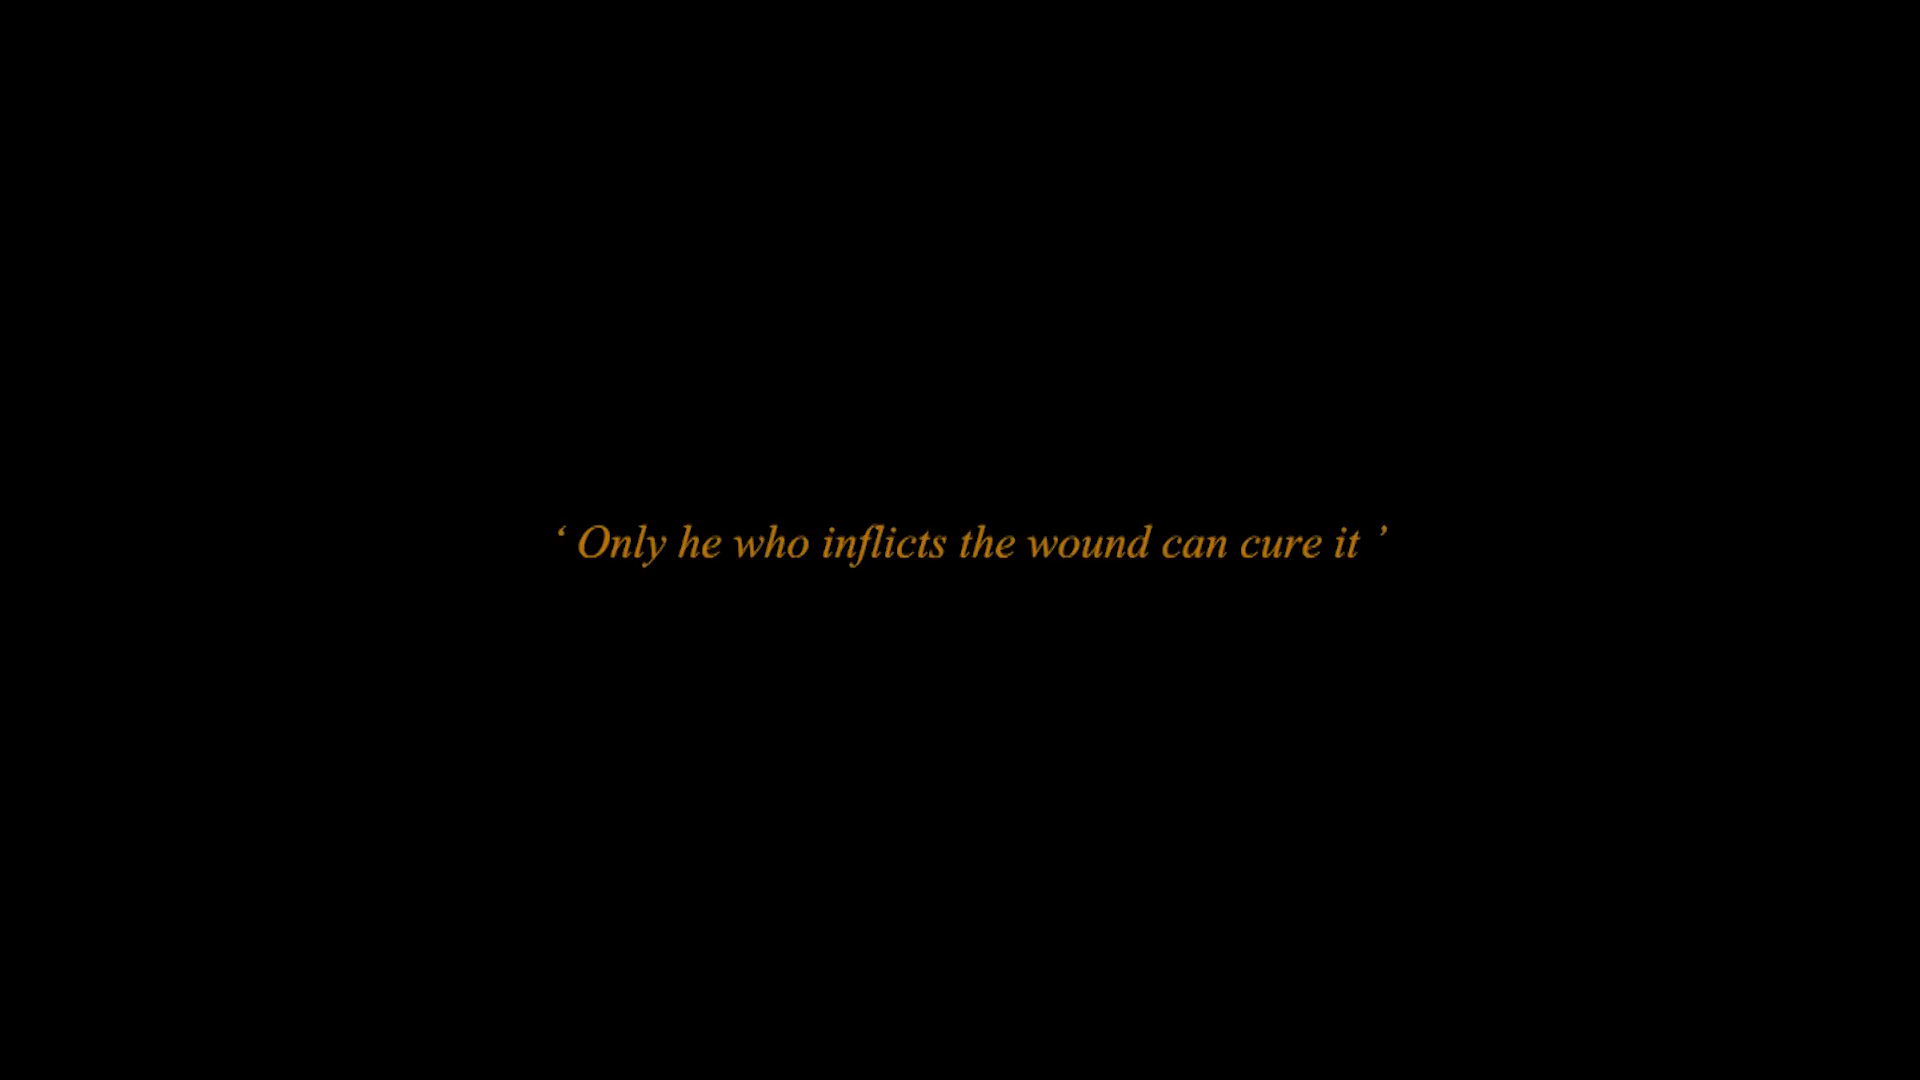 ‘ Only he who inflicts the wound can cure it ’